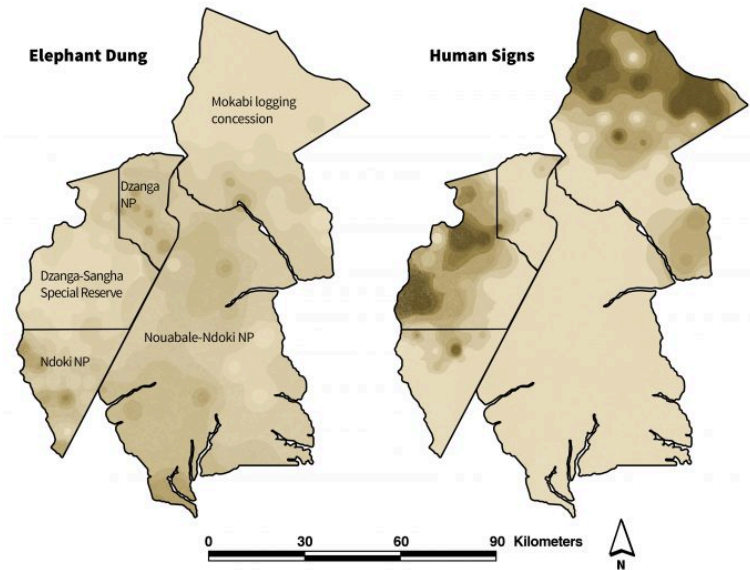 Elephant Dung
Human Signs
Mokabi logging
concession
Dzanga
NP
Dzanga-Sangha
Special Reserve
Nouabale-Ndoki NP
Ndoki NP
0 30 60 90 Kilometers
N